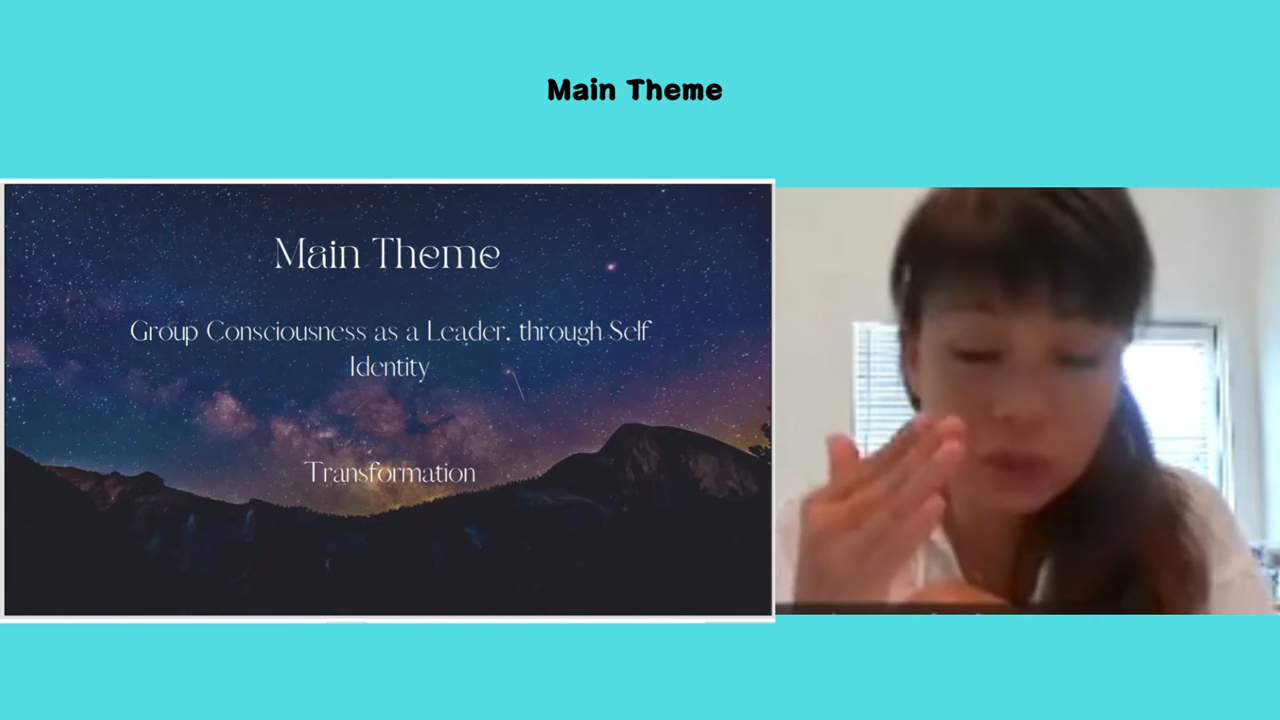 Main Theme
Main Theme
Group Consciousness as a Leader, through Self
Identity
Transformation